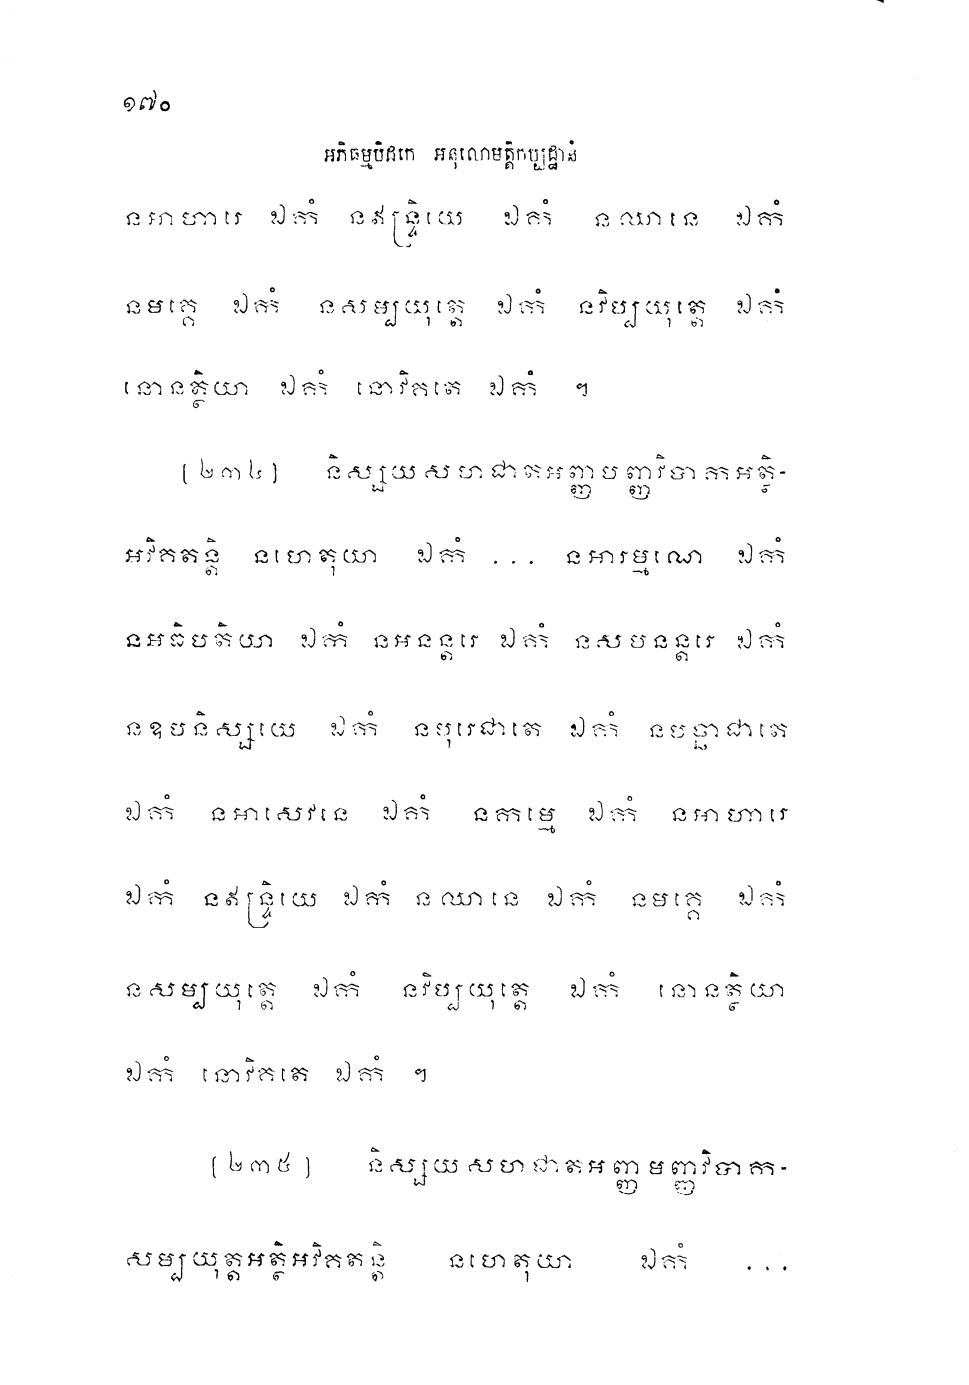 ១៧០
អភិធម្មបិដកេ អនុលោមត្តិកប្បដ្ឋានំ
នអាហារេ ឯកំ នឥន្ទ្រិយេ ឯកំ នឈានេ ឯកំ
នមគ្គេ ឯកំ នសម្បយុត្តេ ឯកំ នវិប្បយុត្តេ ឯកំ
នោនត្ថិយា ឯកំ នោវិគតេ ឯកំ ។
(២៣៤) និស្សយសហជាតអញ្ញមញ្ញវិបាកអត្ថិ-
អវិគតន្តិ នហេតុយា ឯកំ ... នអារម្មណេ ឯកំ
នអធិបតិយា ឯកំ នអនន្តរេ ឯកំ នសមនន្តរេ ឯកំ
នឧបនិស្សយេ ឯកំ នបុរេជាតេ ឯកំ នបច្ឆាជាតេ
ឯកំ នអាសេវនេ ឯកំ នកម្មេ ឯកំ នអាហារេ
ឯកំ នឥន្ទ្រិយេ ឯកំ នឈានេ ឯកំ នមគ្គេ ឯកំ
នសម្បយុត្តេ ឯកំ នវិប្បយុត្តេ ឯកំ នោនត្ថិយា
ឯកំ នោវិគតេ ឯកំ ។
(២៣៥) និស្សយសហជាតអញ្ញមញ្ញវិបាក-
សម្បយុត្តអត្ថិអវិគតន្តិ នហេតុយា ឯកំ ...